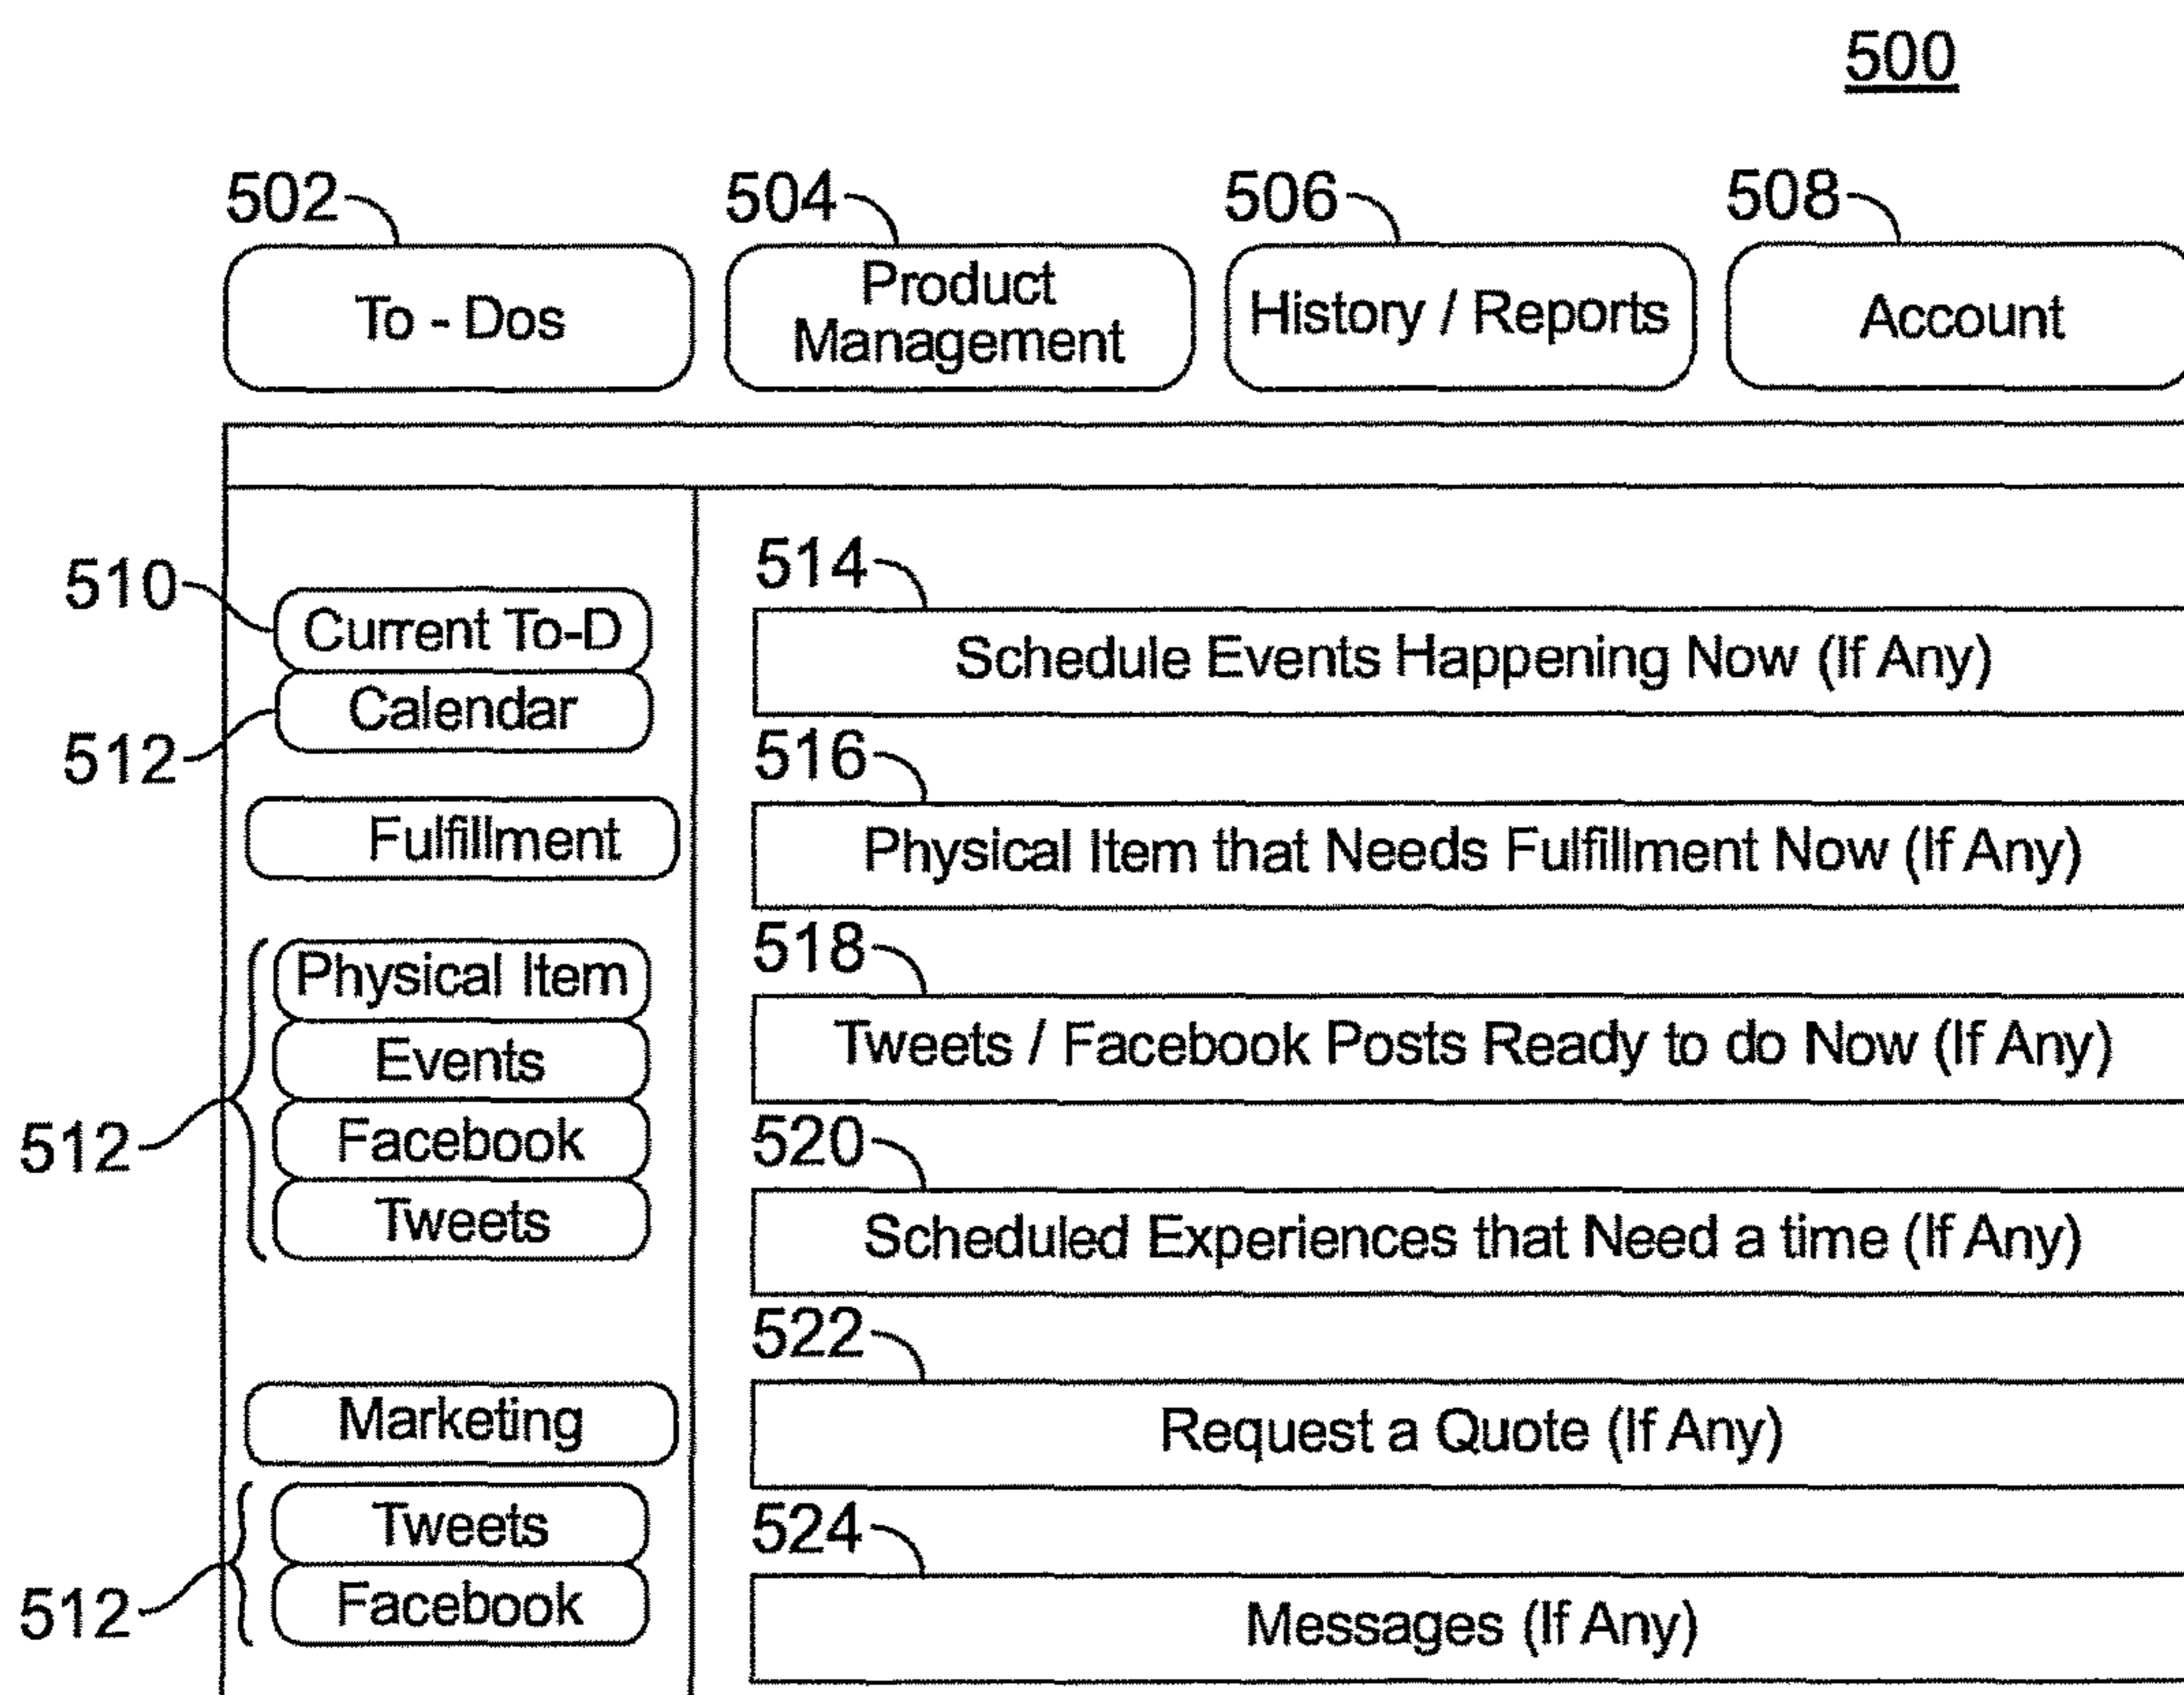 500
502
504
506
508
To - Dos
Product
Management
History / Reports
Account
510
Current To-D
Calendar
512
Fulfillment
512
Physical Item
Events
Facebook
Tweets
Marketing
512
Tweets
Facebook
514
Schedule Events Happening Now (If Any)
516
Physical Item that Needs Fulfillment Now (If Any)
518
Tweets / Facebook Posts Ready to do Now (If Any)
520
Scheduled Experiences that Need a time (If Any)
522
Request a Quote (If Any)
524
Messages (If Any)